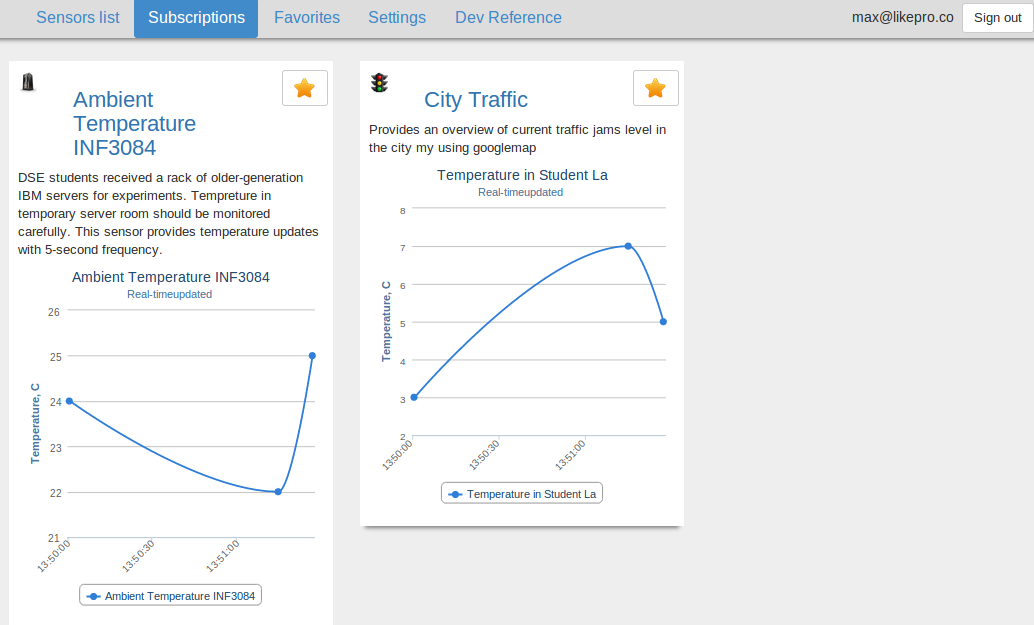 Sensors list Subscriptions Favorites Settings Dev Reference max@likepro.co Sign out
Ambient
Temperature
INF3084
DSE students received a rack of older-generation
IBM servers for experiments. Tempreture in
temporary server room should be monitored
carefully. This sensor provides temperature updates
with 5-second frequency.
Ambient Temperature INF3084
Real-timeupdated
Temperature, C
26
25
24
23
22
21
13:50:00 13:50:30 13:51:00
Ambient Temperature INF3084
City Traffic
Provides an overview of current traffic jams level in
the city my using googlemap
Temperature in Student La
Real-timeupdated
Temperature, C
8
7
6
5
4
3
2
13:50:00 13:50:30 13:51:00
Temperature in Student La